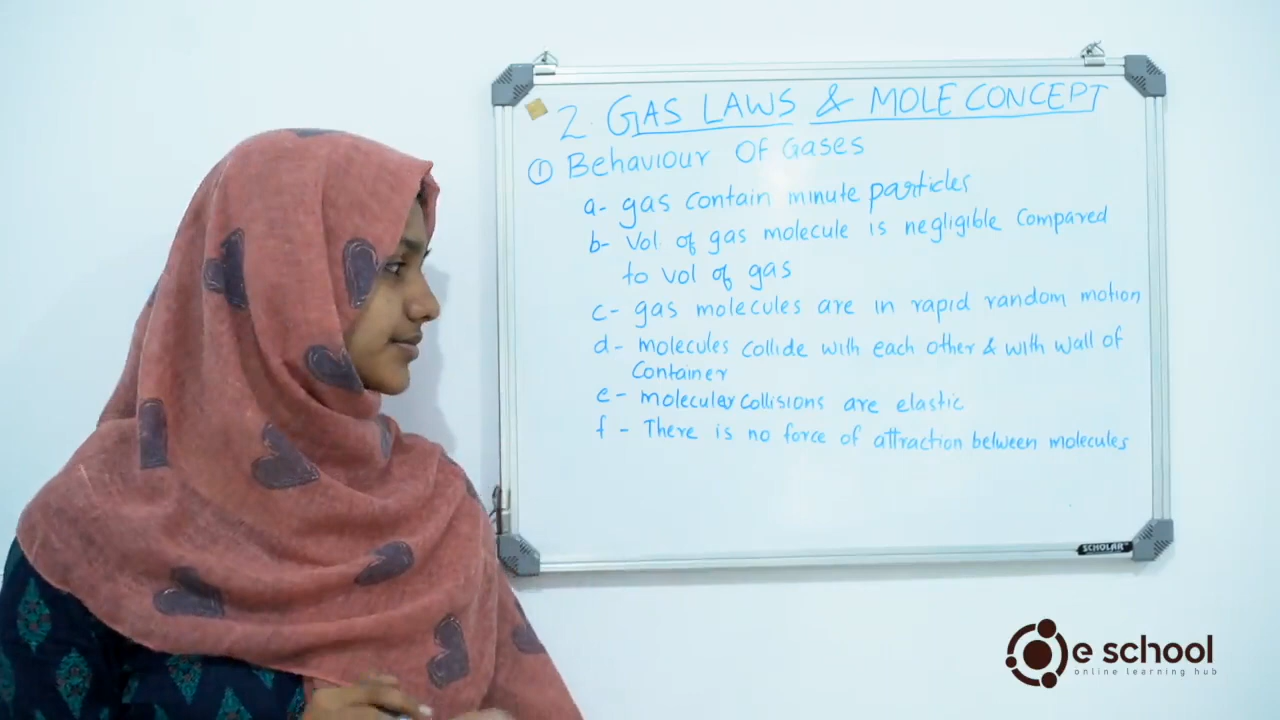 2. GAS LAWS & MOLE CONCEPT
① Behaviour Of Gases
a- gas contain minute particles
b- Vol. of gas molecule is negligible Compared
to vol of gas
c- gas molecules are in rapid random motion
d- molecules collide with each other & with wall of
Container
e- molecular collisions are elastic
f- There is no force of attraction between molecules
SCHOLAR
e school
online learning hub